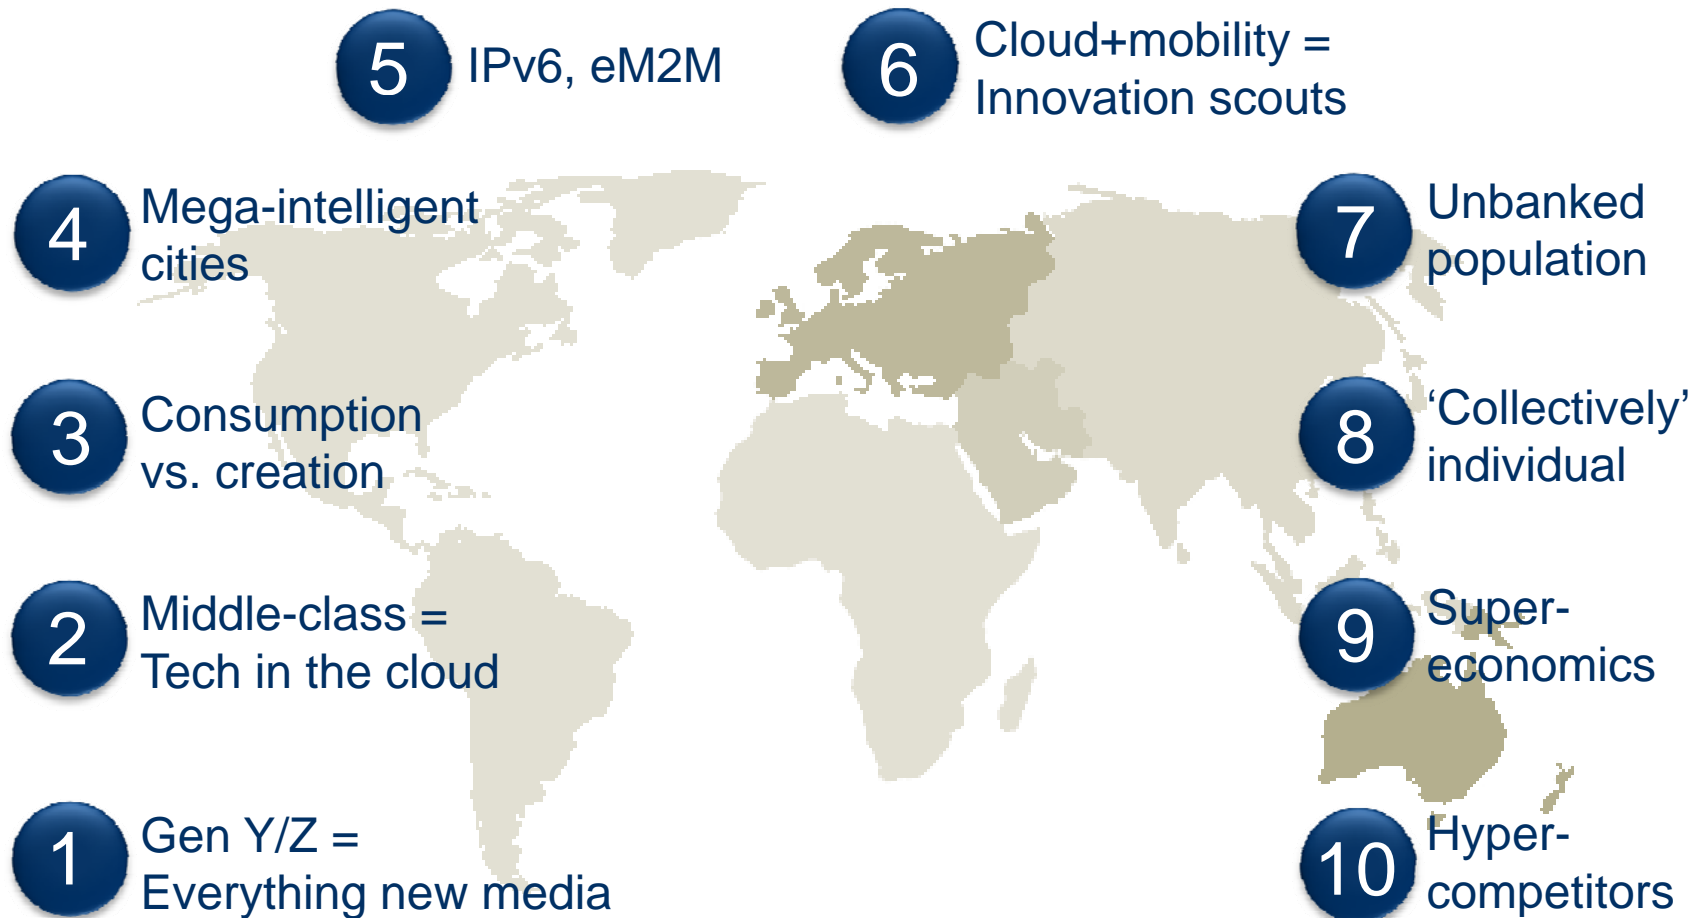 5
IPv6, eM2M
6
Cloud+mobility =
Innovation scouts
4
Mega-intelligent
cities
7
Unbanked
population
3
Consumption
vs. creation
8
‘Collectively’
individual
2
Middle-class =
Tech in the cloud
9
Super-
economics
1
Gen Y/Z =
Everything new media
10
Hyper-
competitors